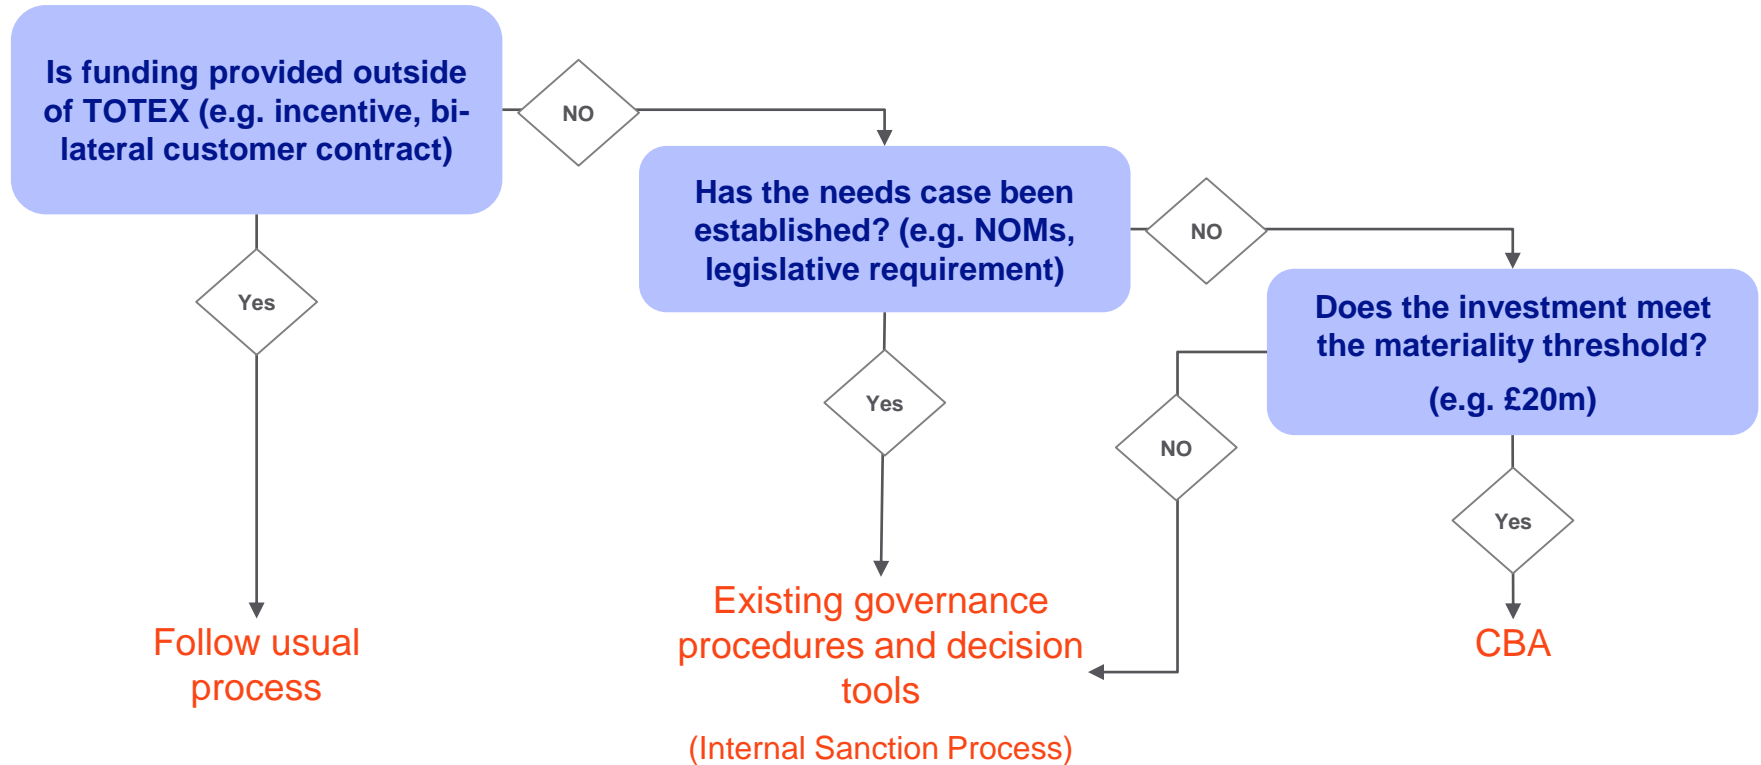 Is funding provided outside
of TOTEX (e.g. incentive, bi-
lateral customer contract)
NO
Has the needs case been
established? (e.g. NOMs,
legislative requirement)
NO
Does the investment meet
the materiality threshold?
(e.g. £20m)
Yes
Yes
NO
Yes
Follow usual
process
Existing governance
procedures and decision
tools
(Internal Sanction Process)
CBA